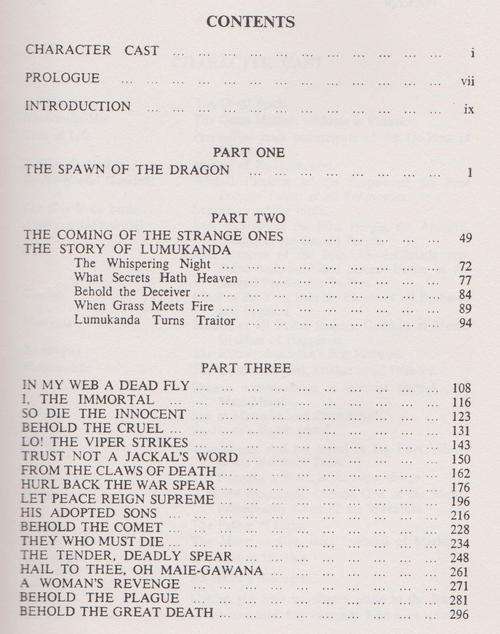 CONTENTS
CHARACTER CAST ... ... ... ... ... ... ... ... ... ... ... i
PROLOGUE ... ... ... ... ... ... ... ... ... ... ... ... ... vii
INTRODUCTION ... ... ... ... ... ... ... ... ... ... ... ... ix
PART ONE
THE SPAWN OF THE DRAGON ... ... ... ... ... ... ... ... 1
PART TWO
THE COMING OF THE STRANGE ONES ... ... ... ... ... ... 49
THE STORY OF LUMUKANDA
The Whispering Night ... ... ... ... ... ... ... ... ... 72
What Secrets Hath Heaven ... ... ... ... ... ... ... ... 77
Behold the Deceiver ... ... ... ... ... ... ... ... ... ... 84
When Grass Meets Fire ... ... ... ... ... ... ... ... ... 89
Lumukanda Turns Traitor ... ... ... ... ... ... ... ... 94
PART THREE
IN MY WEB A DEAD FLY ... ... ... ... ... ... ... ... ... ... 108
I, THE IMMORTAL ... ... ... ... ... ... ... ... ... ... ... 116
SO DIE THE INNOCENT ... ... ... ... ... ... ... ... ... ... 123
BEHOLD THE CRUEL ... ... ... ... ... ... ... ... ... ... ... 131
LO! THE VIPER STRIKES ... ... ... ... ... ... ... ... ... ... 143
TRUST NOT A JACKAL'S WORD ... ... ... ... ... ... ... ... 150
FROM THE CLAWS OF DEATH ... ... ... ... ... ... ... ... ... 162
HURL BACK THE WAR SPEAR ... ... ... ... ... ... ... ... ... 176
LET PEACE REIGN SUPREME ... ... ... ... ... ... ... ... ... 196
HIS ADOPTED SONS ... ... ... ... ... ... ... ... ... ... ... 216
BEHOLD THE COMET ... ... ... ... ... ... ... ... ... ... ... 228
THEY WHO MUST DIE ... ... ... ... ... ... ... ... ... ... ... 234
THE TENDER, DEADLY SPEAR ... ... ... ... ... ... ... ... 248
HAIL TO THEE, OH MAIE-GAWANA ... ... ... ... ... ... ... 261
A WOMAN'S REVENGE ... ... ... ... ... ... ... ... ... ... 271
BEHOLD THE PLAGUE ... ... ... ... ... ... ... ... ... ... 281
BEHOLD THE GREAT DEATH ... ... ... ... ... ... ... ... ... 296